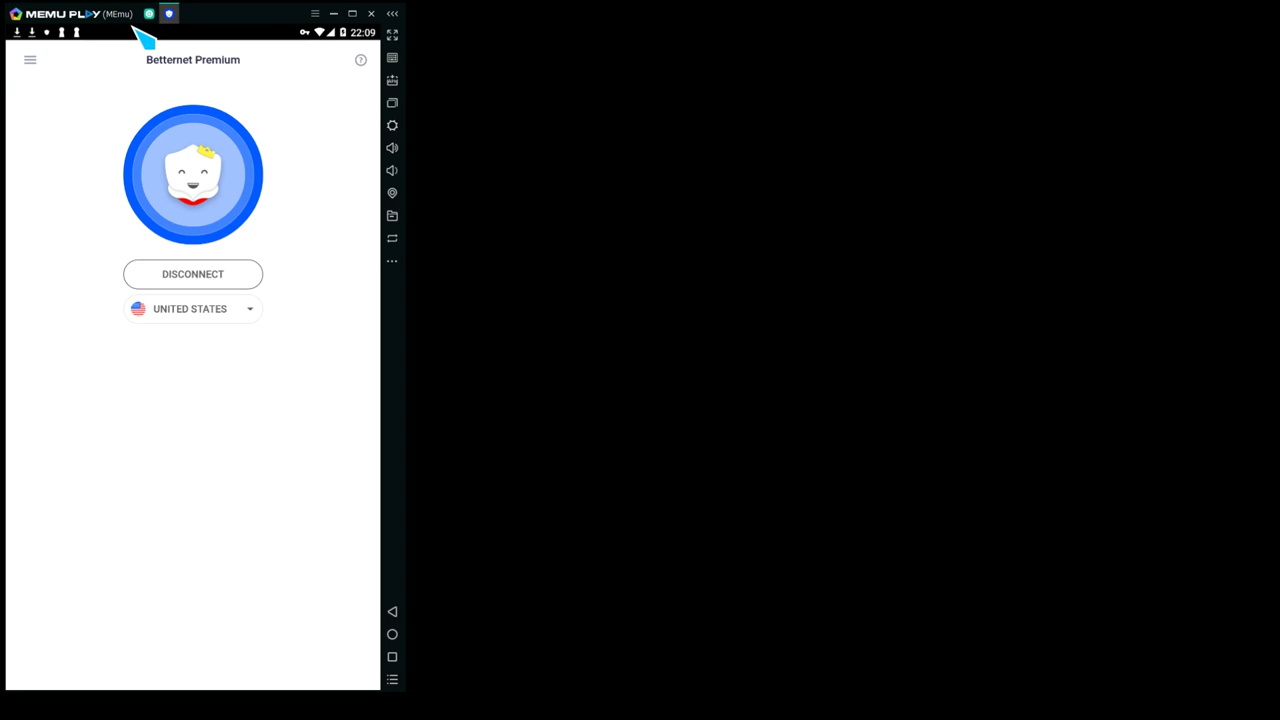 MEMU PLAY (MEmu)
22:09
Betternet Premium
DISCONNECT
UNITED STATES